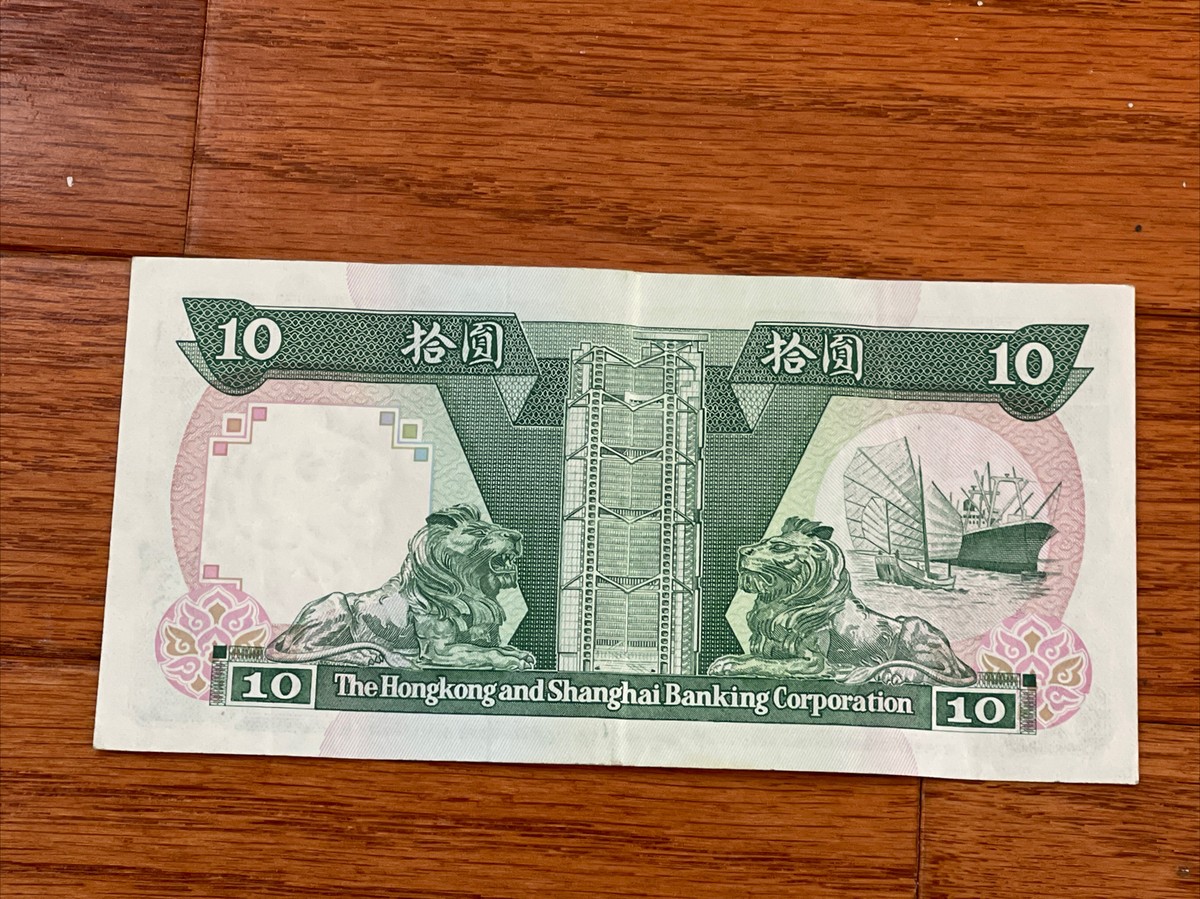 10 拾圓 拾圓 10
10 The Hongkong and Shanghai Banking Corporation 10